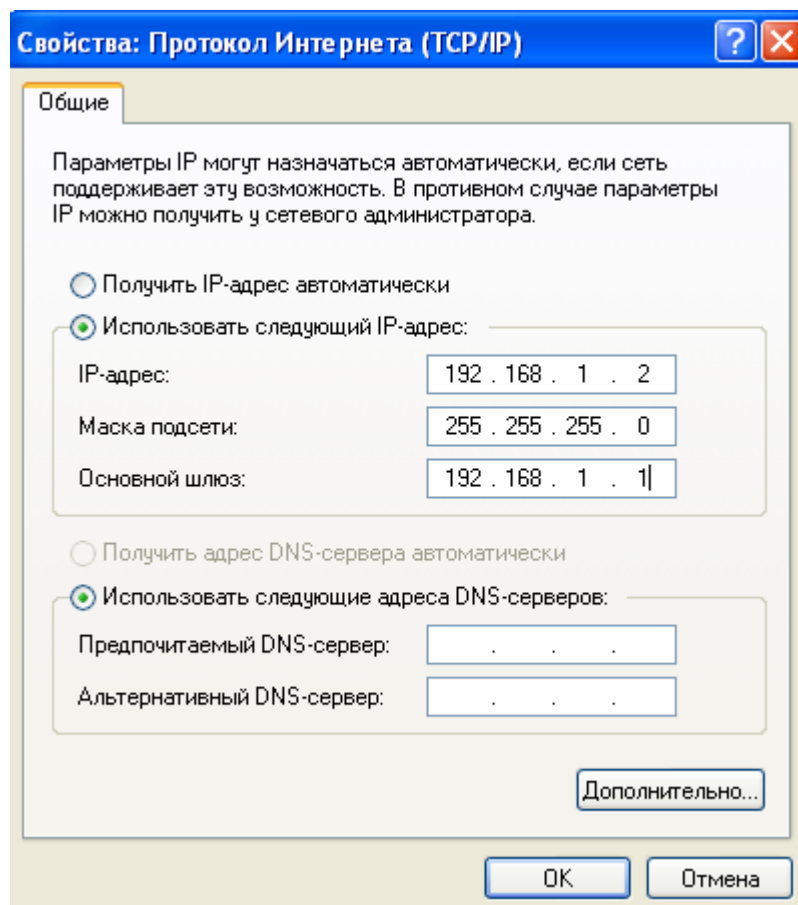 Свойства: Протокол Интернета (TCP/IP)
Общие
Параметры IP могут назначаться автоматически, если сеть
поддерживает эту возможность. В противном случае параметры
IP можно получить у сетевого администратора.
Получить IP-адрес автоматически
Использовать следующий IP-адрес:
IP-адрес: 192 . 168 . 1 . 2
Маска подсети: 255 . 255 . 255 . 0
Основной шлюз: 192 . 168 . 1 . 1
Получить адрес DNS-сервера автоматически
Использовать следующие адреса DNS-серверов:
Предпочитаемый DNS-сервер: . . .
Альтернативный DNS-сервер: . . .
Дополнительно...
OK Отмена